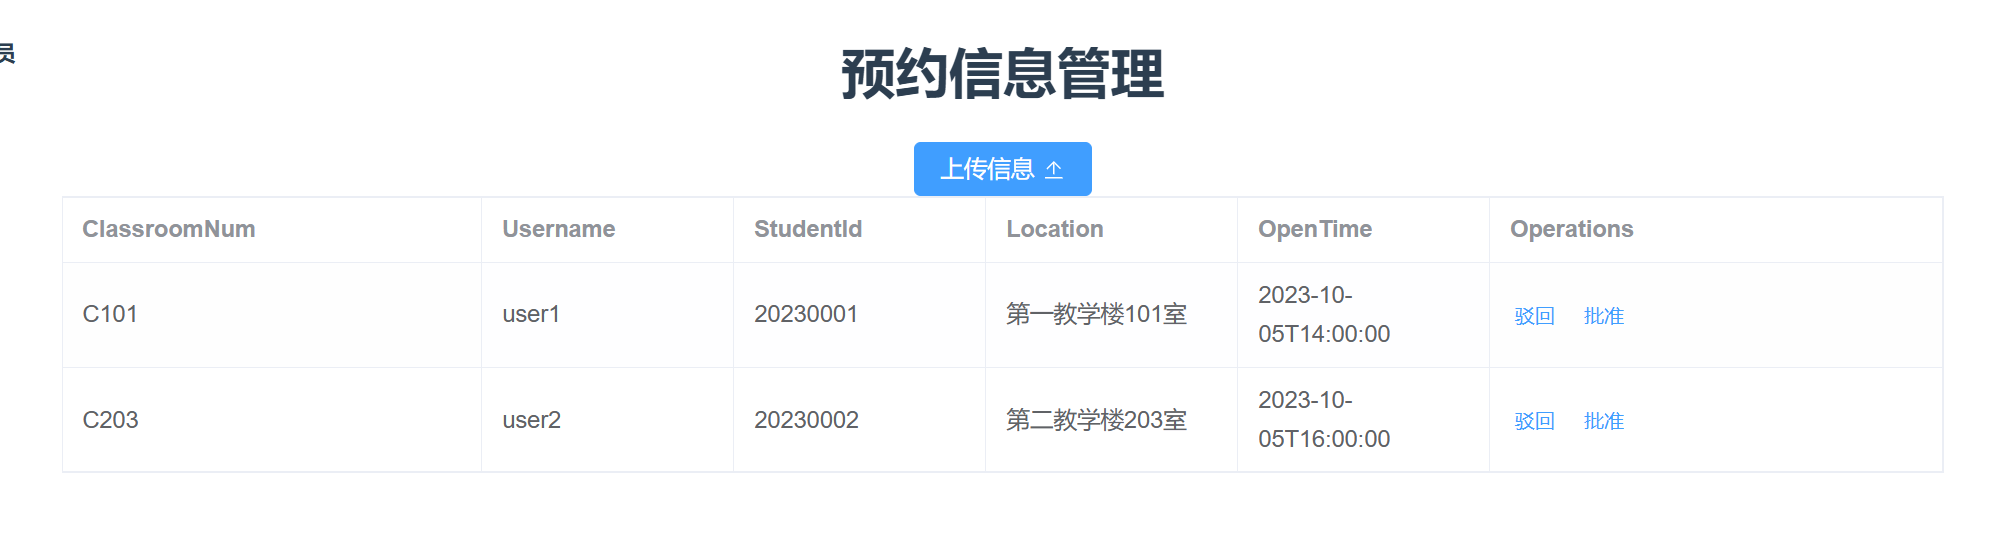 员
预约信息管理
上传信息
ClassroomNum Username StudentId Location OpenTime Operations
C101 user1 20230001 第一教学楼101室 2023-10-05T14:00:00 驳回 批准
C203 user2 20230002 第二教学楼203室 2023-10-05T16:00:00 驳回 批准